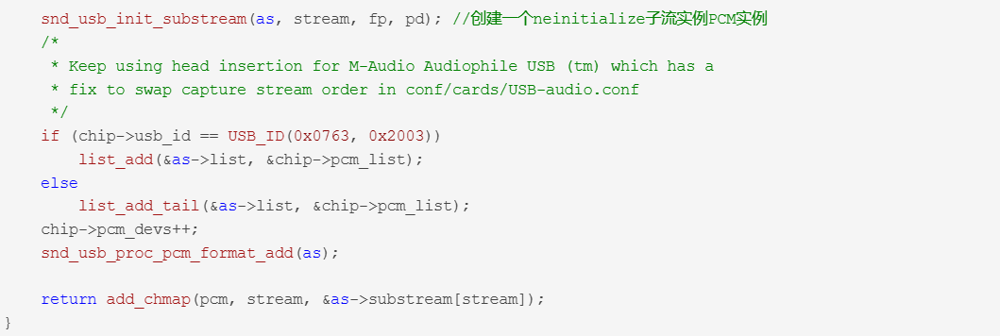 snd_usb_init_substream(as, stream, fp, pd); //创建一个neinitialize子流实例PCM实例
/*
 * Keep using head insertion for M-Audio Audiophile USB (tm) which has a
 * fix to swap capture stream order in conf/cards/USB-audio.conf
 */
if (chip->usb_id == USB_ID(0x0763, 0x2003))
    list_add(&as->list, &chip->pcm_list);
else
    list_add_tail(&as->list, &chip->pcm_list);
chip->pcm_devs++;
snd_usb_proc_pcm_format_add(as);
return add_chmap(pcm, stream, &as->substream[stream]);
}